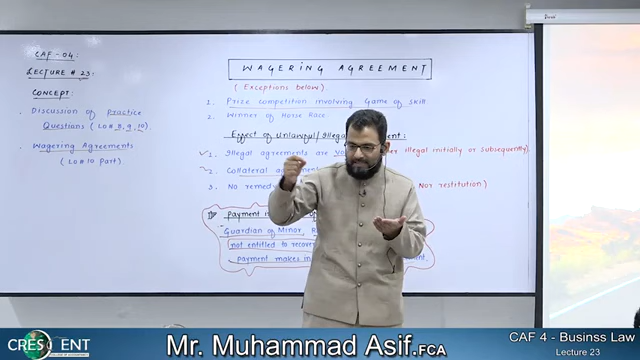 CAF-04:
LECTURE # 23:
CONCEPT:
Discussion of Practice
Questions (LO# 8, 9, 10)
Wagering Agreements
(LO#10 Part)
WAGERING AGREEMENT
(Exceptions below)
1. Prize competition involving Game of skill
2. Winner of Horse Race
Effect of Unlawful/Illegal
1. Illegal agreements are illegal initially or subsequently)
2. Collateral
3. No Nor restitution)
Payment
Guardian of Minor,
not entitled to recover
payment makes in
CRESCENT
Mr. Muhammad Asif.FCA
CAF 4 - Businss Law
Lecture 23